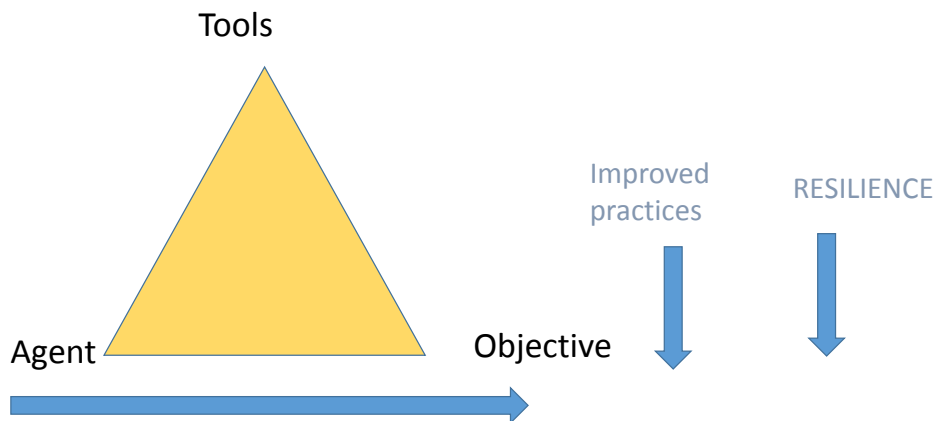 Tools
Improved
practices
RESILIENCE
Agent
Objective